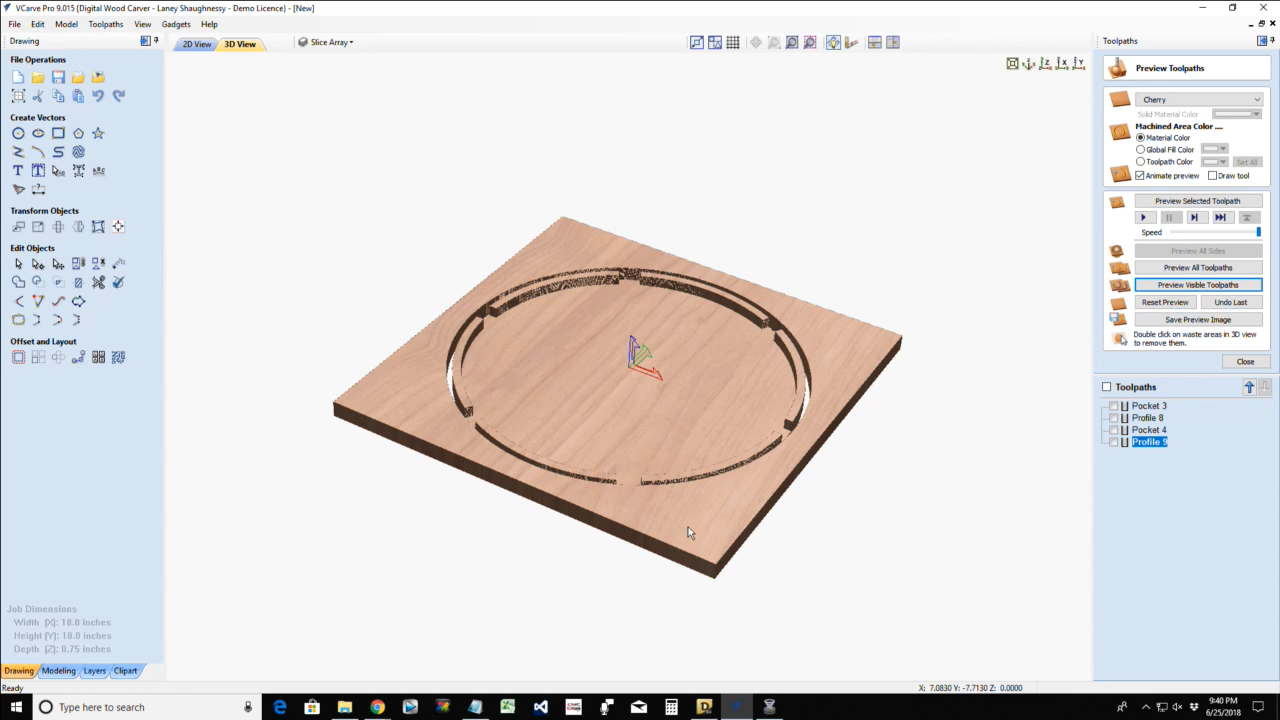 VCarve Pro 9.015 [Digital Wood Carver - Laney Shaughnessy - Demo Licence] - [New]
File Edit Model Toolpaths View Gadgets Help
Drawing
2D View 3D View Slice Array
Toolpaths
File Operations
Create Vectors
Transform Objects
Edit Objects
Offset and Layout
Job Dimensions
Width (X): 18.0 inches
Height (Y): 18.0 inches
Depth (Z): 0.75 inches
Drawing Modeling Layers Clipart
Z X Y
Preview Toolpaths
Cherry
Solid Material Color
Machined Area Color ....
Material Color
Global Fill Color
Toolpath Color Set All
Animate preview Draw tool
Preview Selected Toolpath
Speed
Preview All Sides
Preview All Toolpaths
Preview Visible Toolpaths
Reset Preview Undo Last
Save Preview Image
Double click on waste areas in 3D view
to remove them.
Close
Toolpaths
Pocket 3
Profile 8
Pocket 4
Profile 9
Ready
X: 7.0830 Y: -7.7130 Z: 0.0000
Type here to search
9:40 PM
6/25/2018